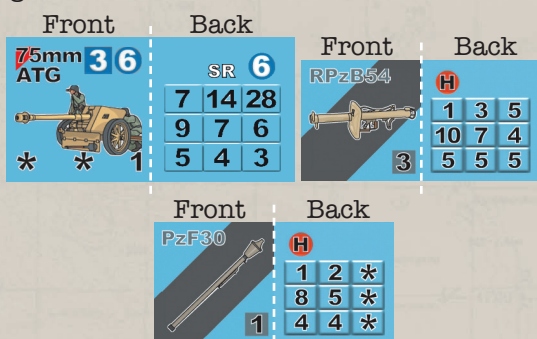 Front Back
75mm 3 6
ATG
* * 1
SR 6
7 14 28
9 7 6
5 4 3
Front Back
RPzB54
3
H
1 3 5
10 7 4
5 5 5
Front Back
PzF30
1
H
1 2 *
8 5 *
4 4 *